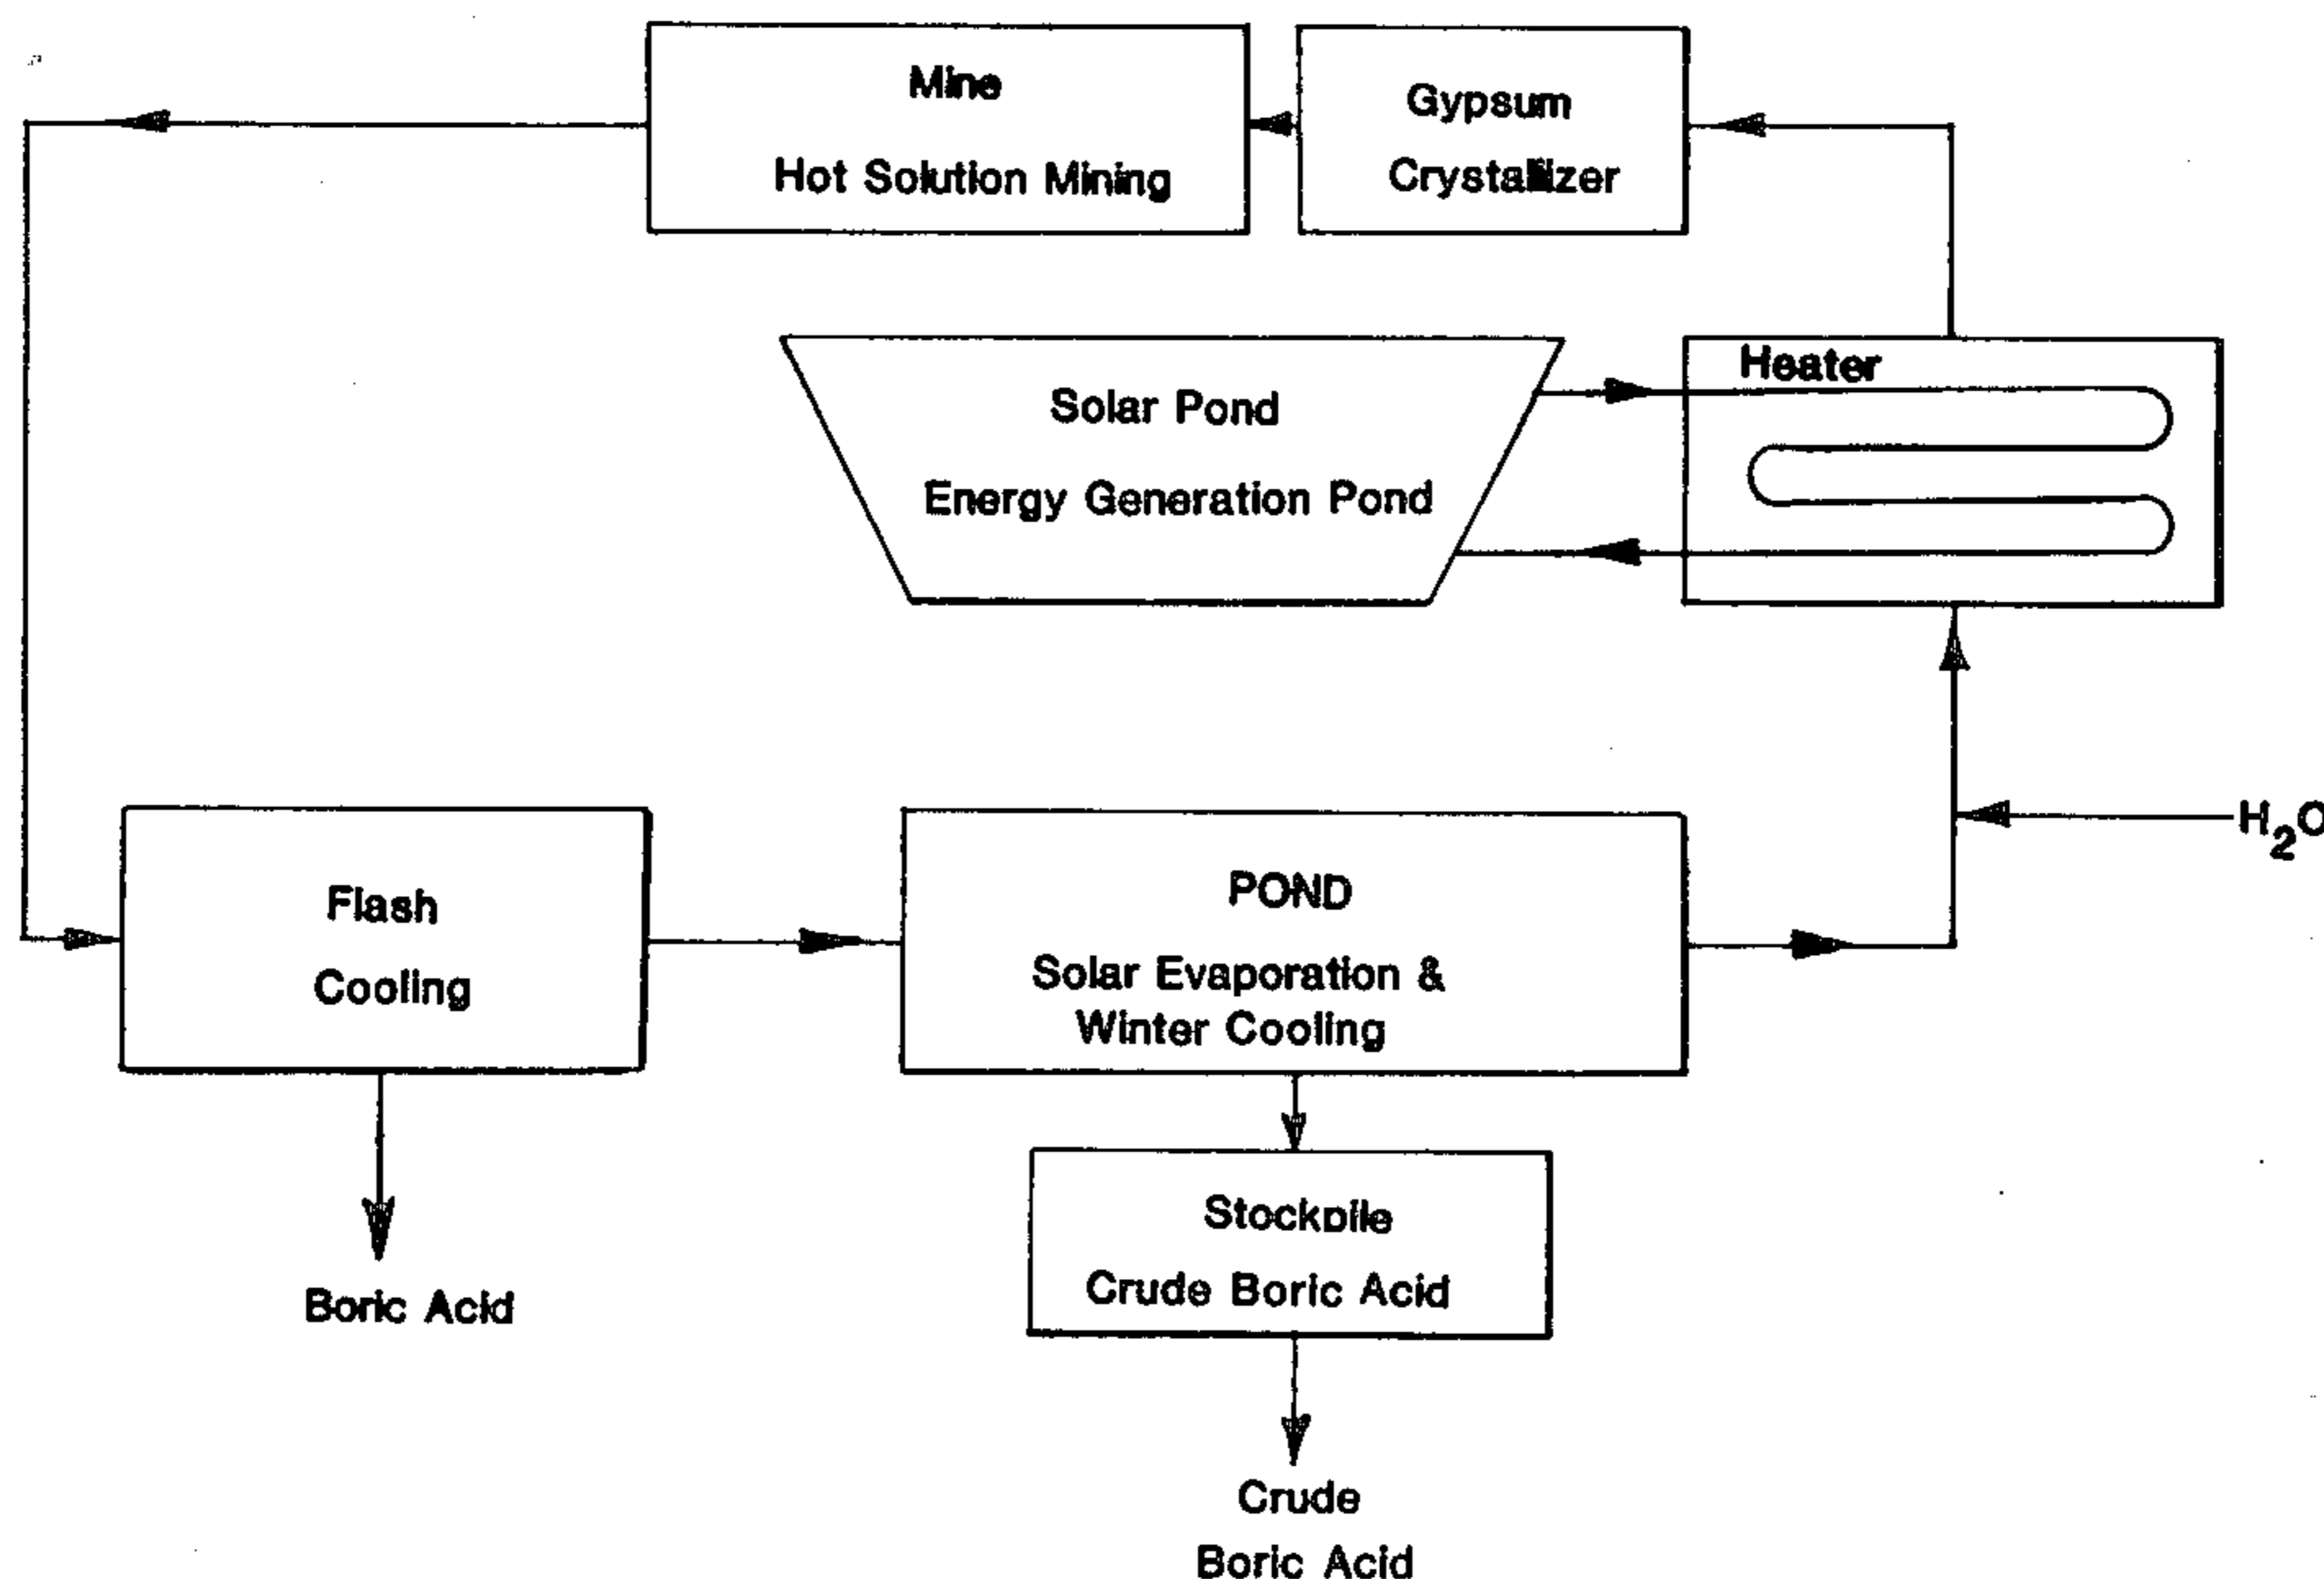 Mine
Hot Solution Mining
Gypsum
Crystallizer
Heater
Solar Pond
Energy Generation Pond
H₂O
Flash
Cooling
POND
Solar Evaporation &
Winter Cooling
Stockpile
Crude Boric Acid
Boric Acid
Crude
Boric Acid